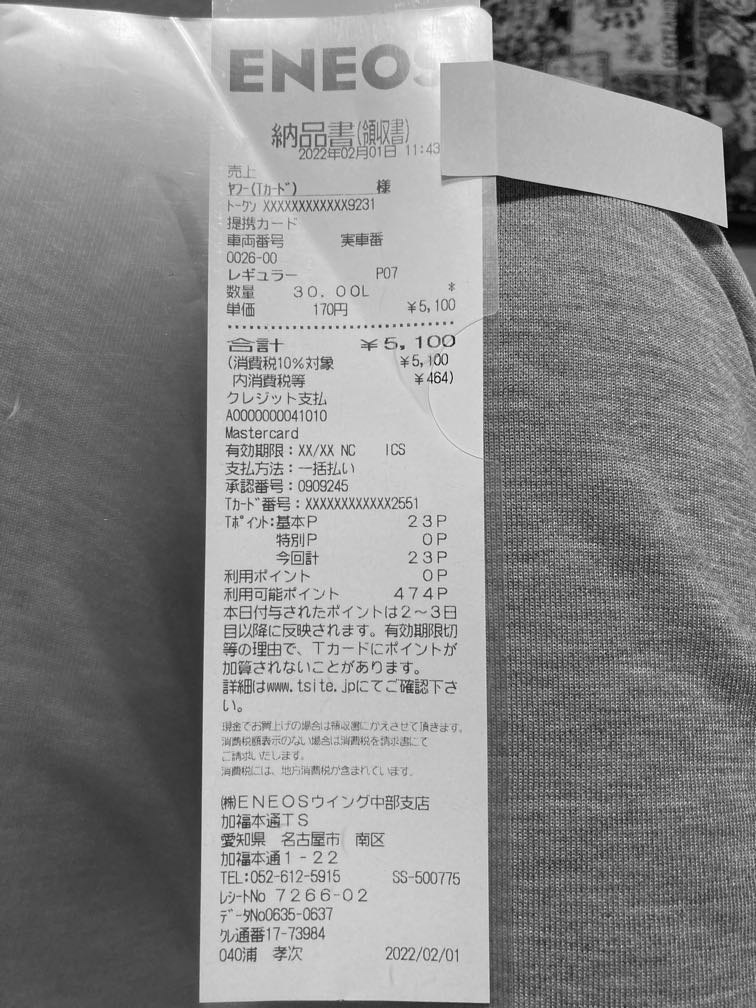 ENEOS
納品書(領収書)
2022年02月01日 11:43
売上
ヤフー(Tカード) 様
トークン XXXXXXXXXXXX9231
提携カード
車両番号 実車番
0026-00
レギュラー P07
数量 30.00L *
単価 170円 ¥5,100
合計 ¥5,100
(消費税10%対象 ¥5,100
内消費税等 ¥464)
クレジット支払
A0000000041010
Mastercard
有効期限:XX/XX NC ICS
支払方法:一括払い
承認番号:0909245
Tカード番号:XXXXXXXXXXXX2551
Tポイント:基本P 23P
特別P 0P
今回計 23P
利用ポイント 0P
利用可能ポイント 474P
本日付与されたポイントは2~3日
目以降に反映されます。有効期限切
等の理由で、Tカードにポイントが
加算されないことがあります。
詳細はwww.tsite.jpにてご確認下さ
い。
現金でお買上げの場合は領収書にかえさせて頂きます。
消費税額表示のない場合は消費税を請求書にて
ご請求いたします。
消費税には、地方消費税が含まれています。
㈱ENEOSウイング中部支店
加福本通TS
愛知県 名古屋市 南区
加福本通1-22
TEL:052-612-5915 SS-500775
レシートNo 7266-02
データNo0635-0637
クレ通番17-73984
040浦 孝次 2022/02/01